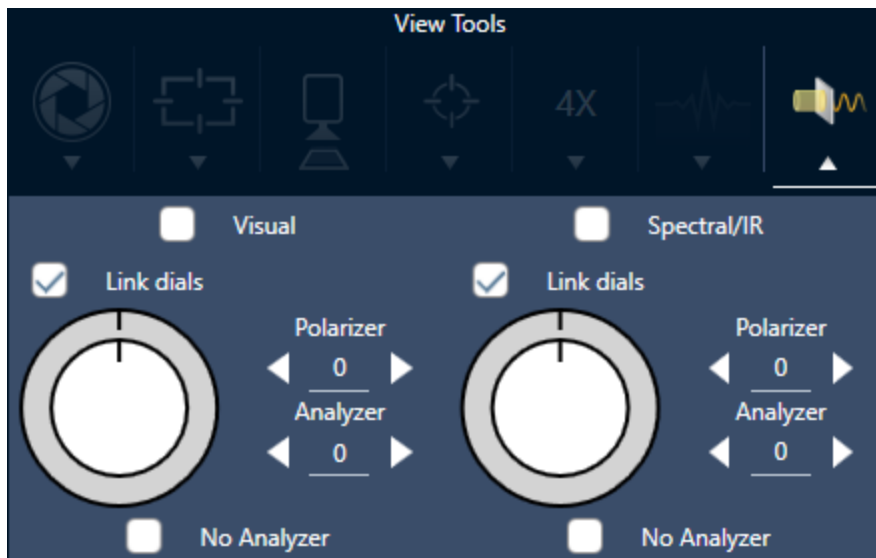 View Tools
4X
Visual
Spectral/IR
Link dials
Link dials
Polarizer
0
Analyzer
0
Polarizer
0
Analyzer
0
No Analyzer
No Analyzer